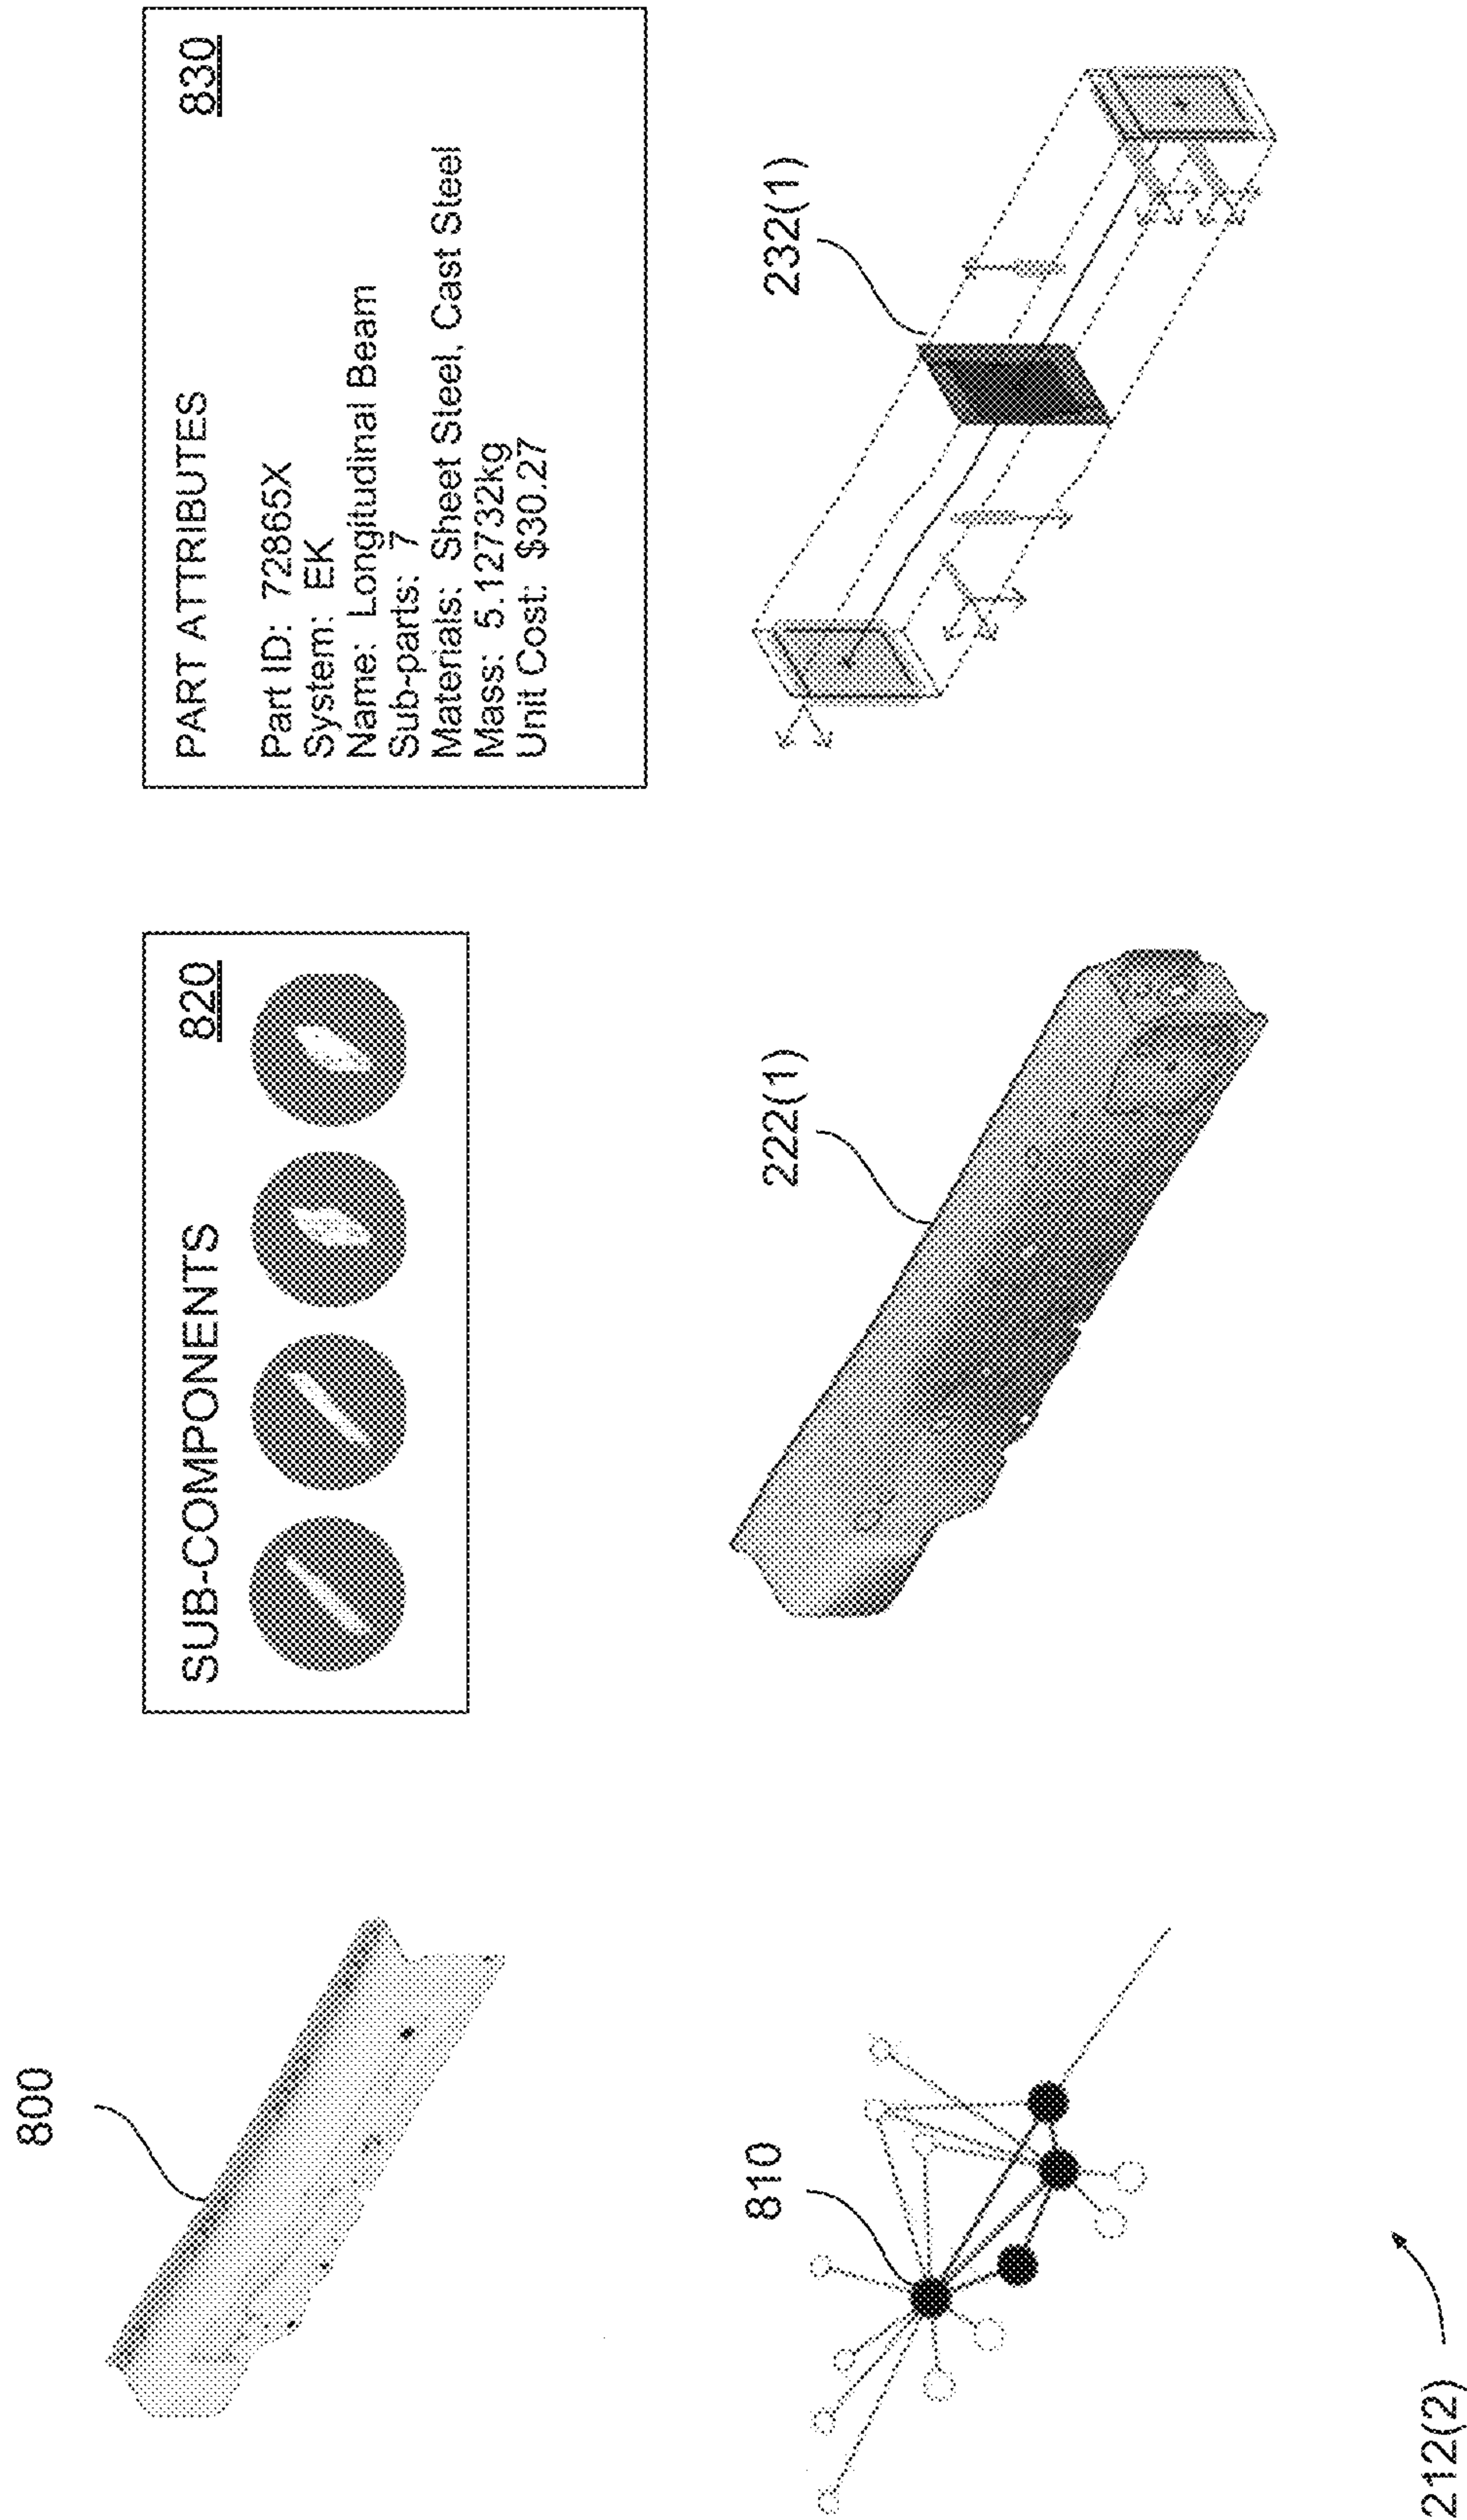 800
SUB-COMPONENTS
820
PART ATTRIBUTES
830
Part ID: 72865X
System: EK
Name: Longitudinal Beam
Sub-parts: 7
Materials: Sheet Steel, Cast Steel
Mass: 5.12732kg
Unit Cost: $30.27
810
222(1)
232(1)
212(2)